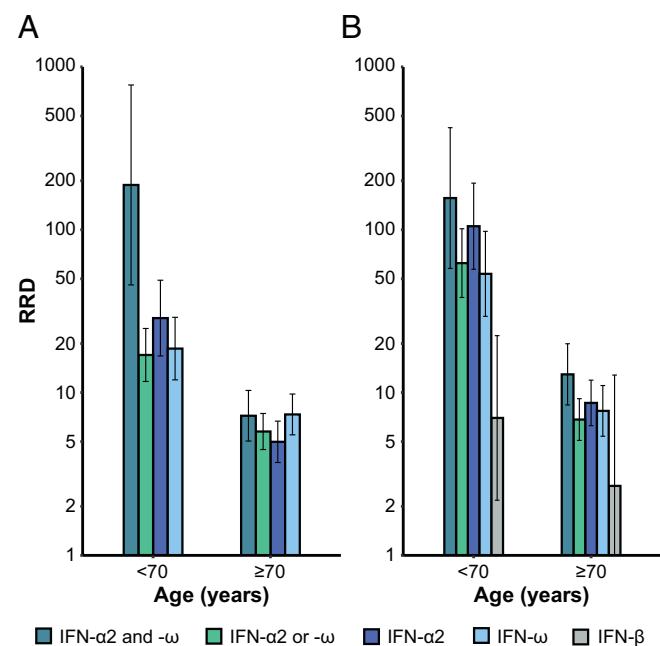 A B
1000 1000
500 500
200 200
100 100
50 50
20 20
10 10
5 5
2 2
1 1
RRD
<70 ≥70 <70 ≥70
Age (years) Age (years)
IFN-α2 and -ω IFN-α2 or -ω IFN-α2 IFN-ω IFN-β